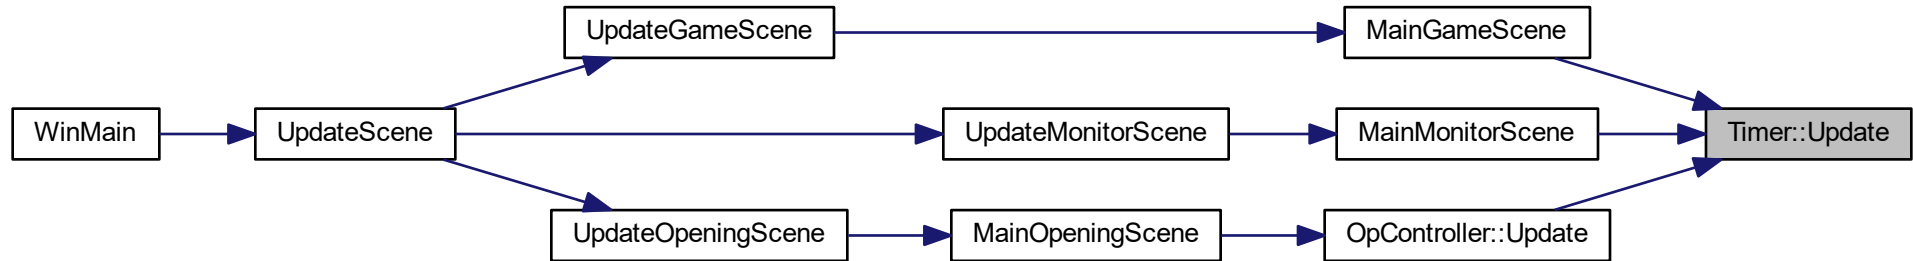 UpdateGameScene
MainGameScene
WinMain
UpdateScene
UpdateMonitorScene
MainMonitorScene
Timer::Update
UpdateOpeningScene
MainOpeningScene
OpController::Update